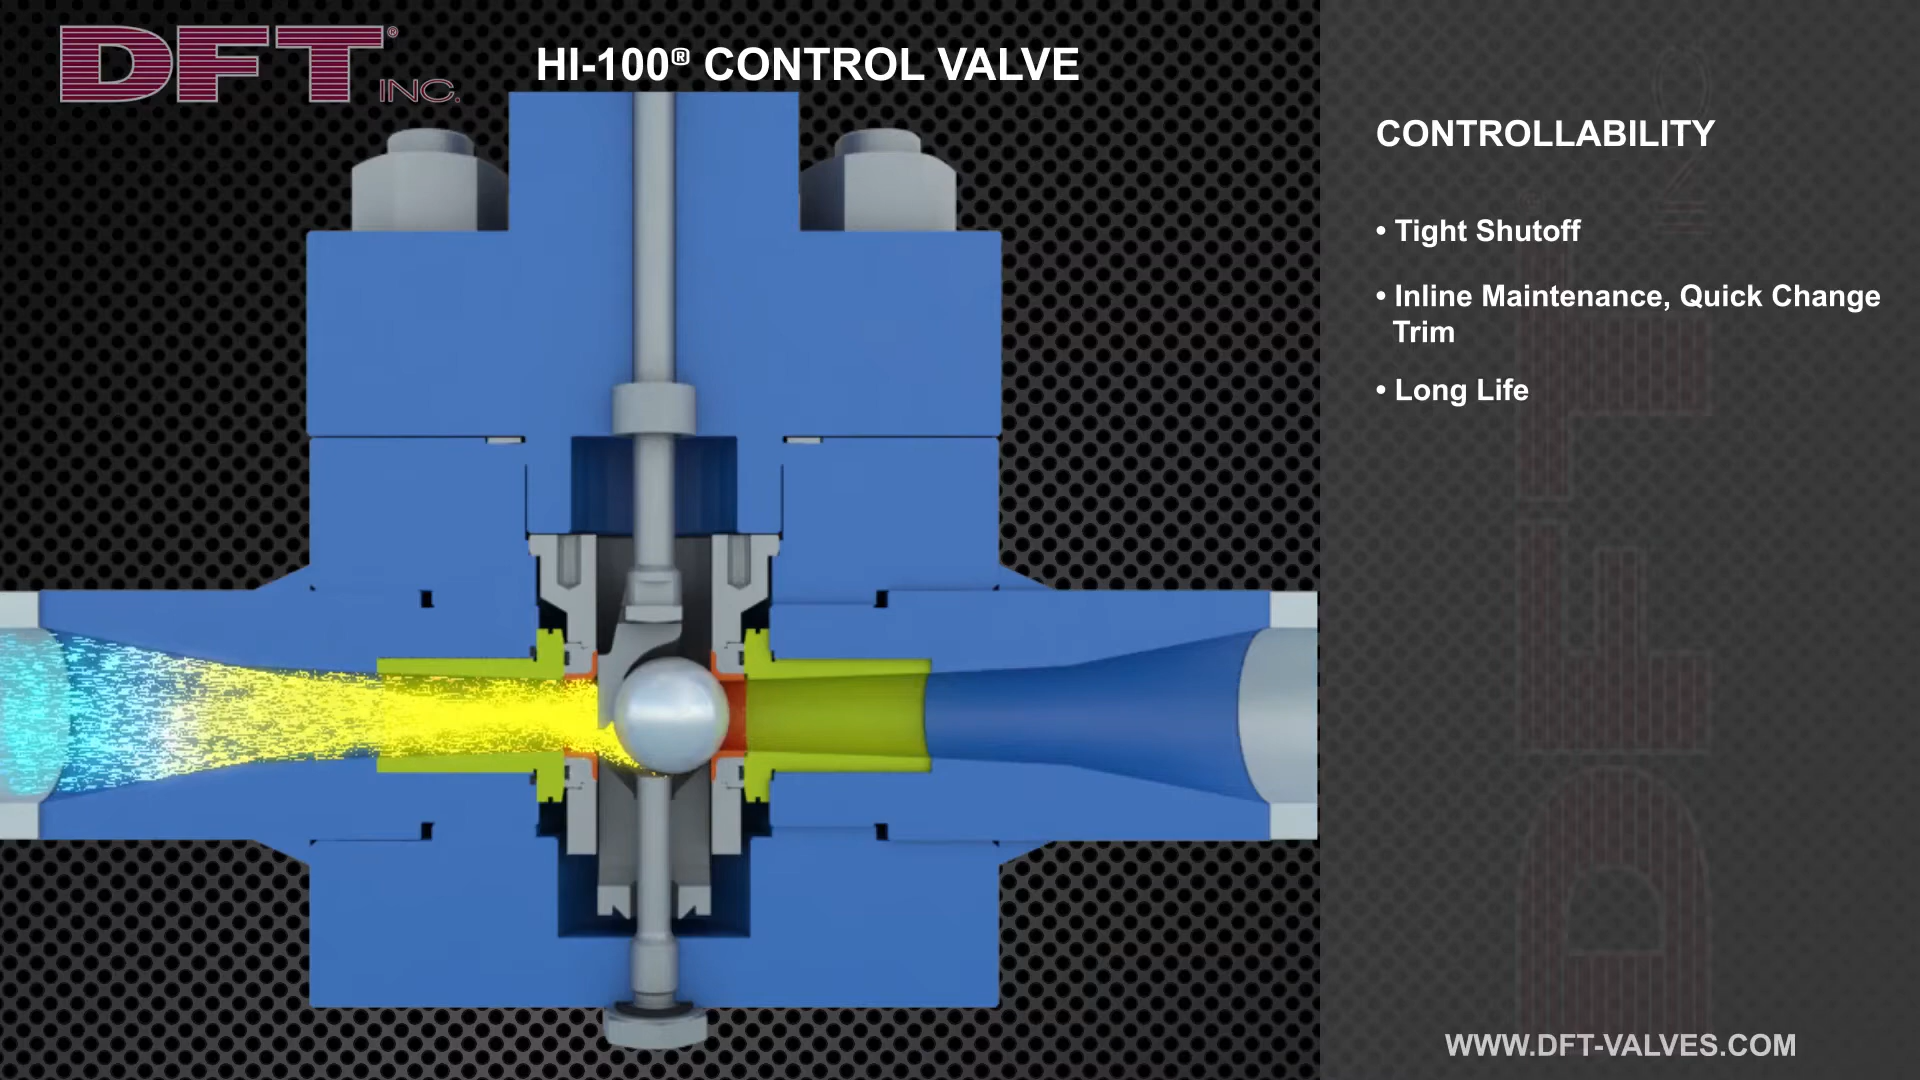 DFT®
INC.
HI-100® CONTROL VALVE
CONTROLLABILITY
• Tight Shutoff
• Inline Maintenance, Quick Change
Trim
• Long Life
WWW.DFT-VALVES.COM
DFT